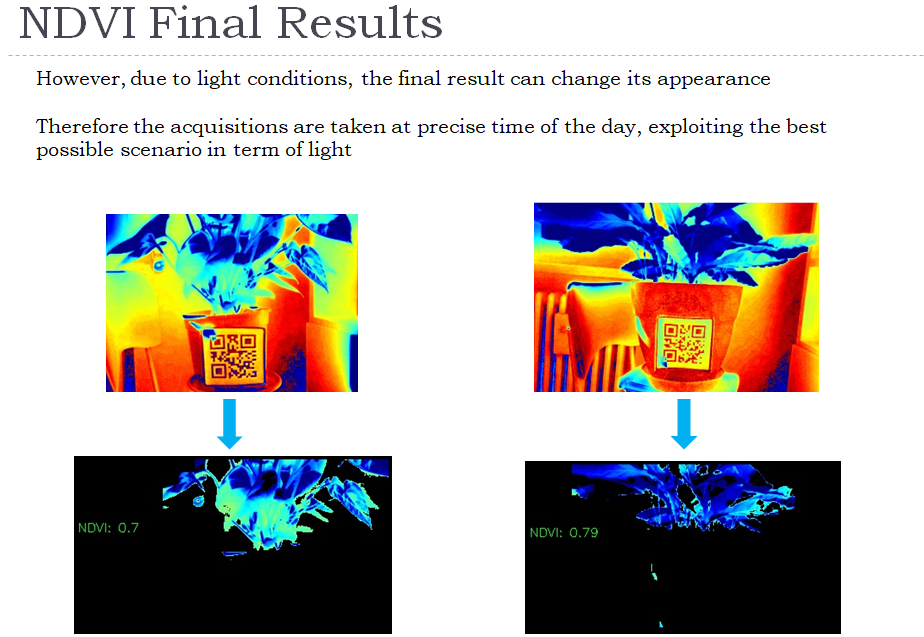 NDVI Final Results
However, due to light conditions, the final result can change its appearance
Therefore the acquisitions are taken at precise time of the day, exploiting the best
possible scenario in term of light
NDVI: 0.7
NDVI: 0.79